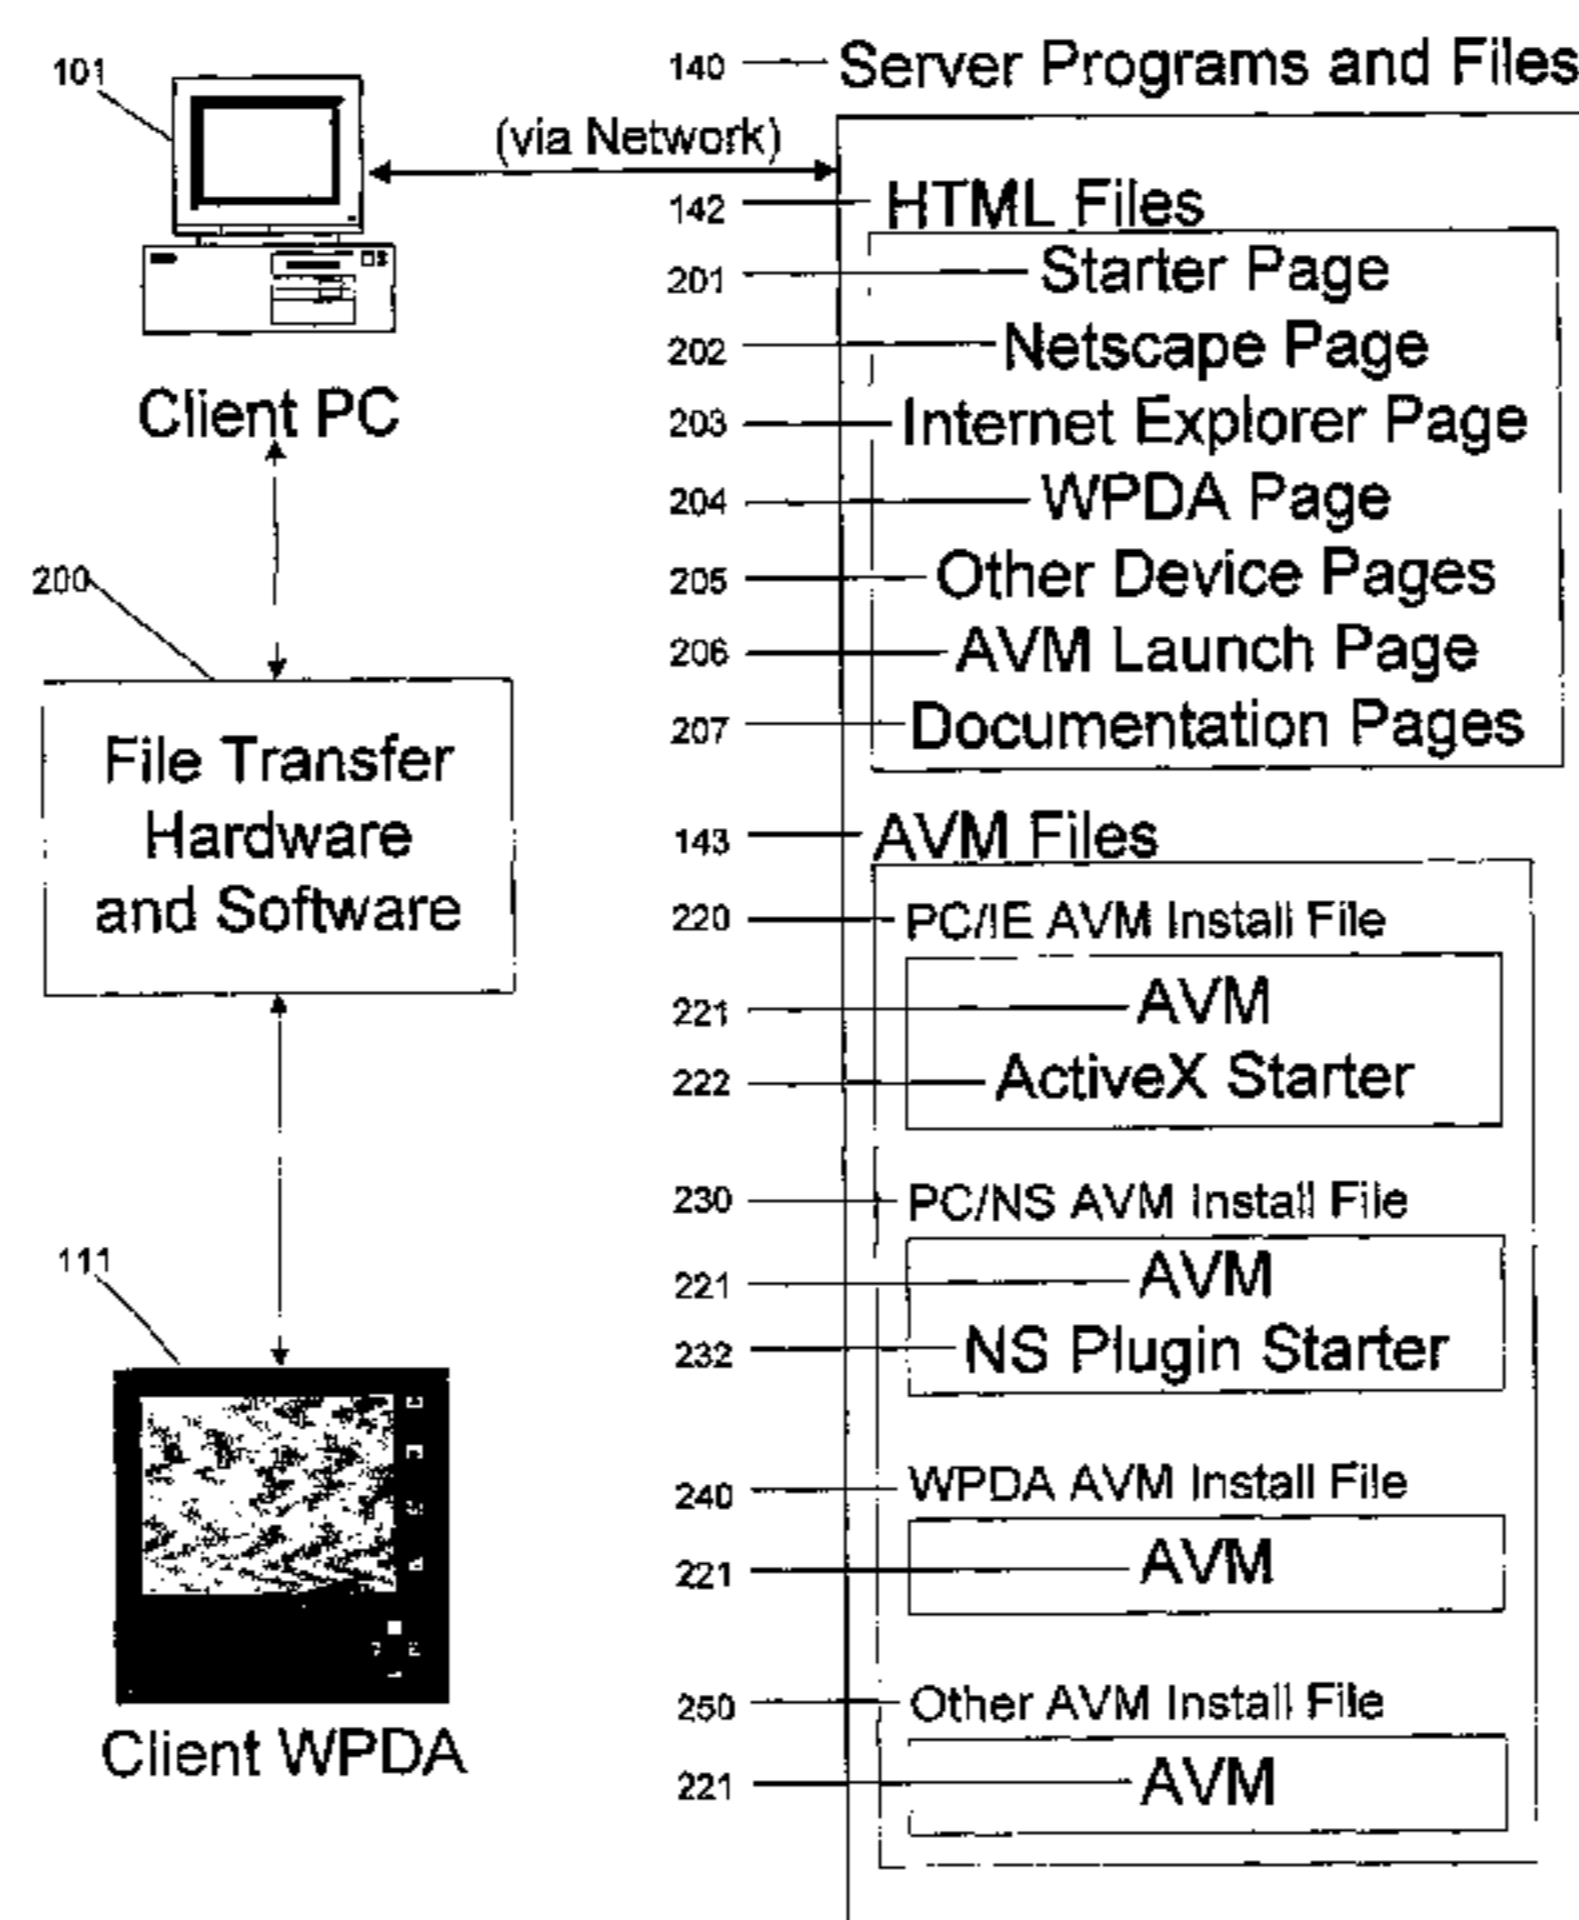 101
(via Network)
Client PC
200
File Transfer
Hardware
and Software
111
Client WPDA
140 Server Programs and Files
142 HTML Files
201 Starter Page
202 Netscape Page
203 Internet Explorer Page
204 WPDA Page
205 Other Device Pages
206 AVM Launch Page
207 Documentation Pages
143 AVM Files
220 PC/IE AVM Install File
221 AVM
222 ActiveX Starter
230 PC/NS AVM Install File
221 AVM
232 NS Plugin Starter
240 WPDA AVM Install File
221 AVM
250 Other AVM Install File
221 AVM